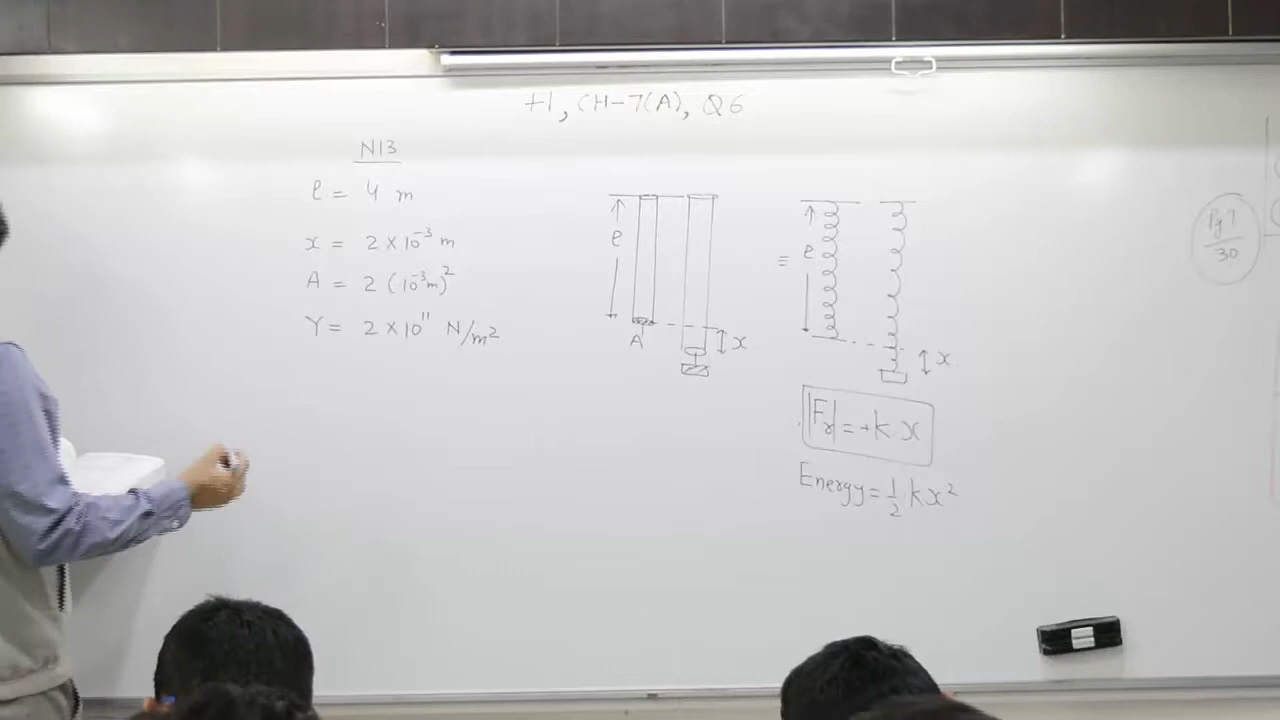 +1, CH-7(A), Q6
N13
l = 4 m
x = 2 × 10⁻³ m
A = 2 (10⁻³m)²
Y = 2 × 10¹¹ N/m²
l
A
x
≡
l
x
|Fᵣ| = +k.x
Energy = 1/2 kx²
Pg 7
30